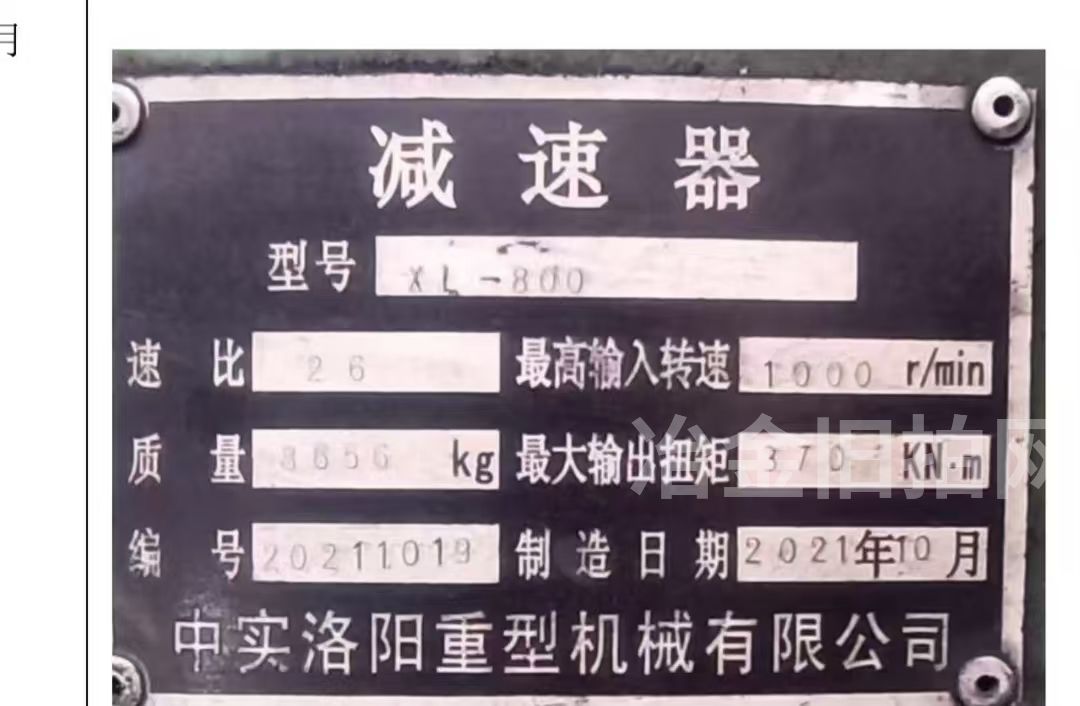 月
减速器
型号 XL-800
速比 26 最高输入转速 1000 r/min
质量 8656 kg 最大输出扭矩 370 KN·m
编号 20211019 制造日期 2021年10月
中实洛阳重型机械有限公司
冶金旧拍网